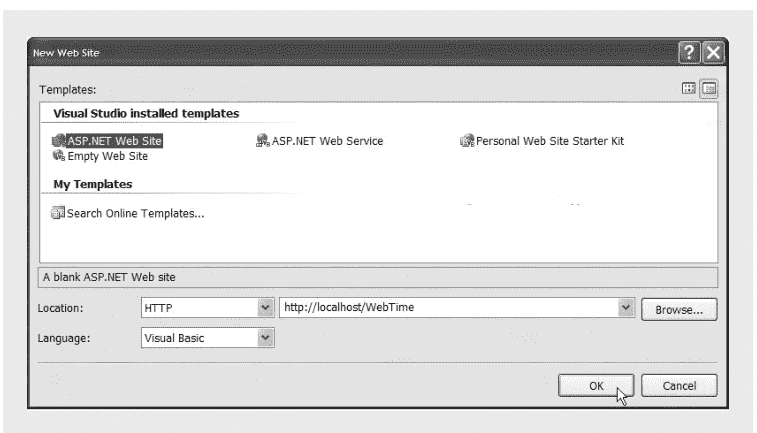 New Web Site
Templates:
Visual Studio installed templates
ASP.NET Web Site ASP.NET Web Service Personal Web Site Starter Kit
Empty Web Site
My Templates
Search Online Templates...
A blank ASP.NET Web site
Location: HTTP http://localhost/WebTime Browse...
Language: Visual Basic
OK Cancel